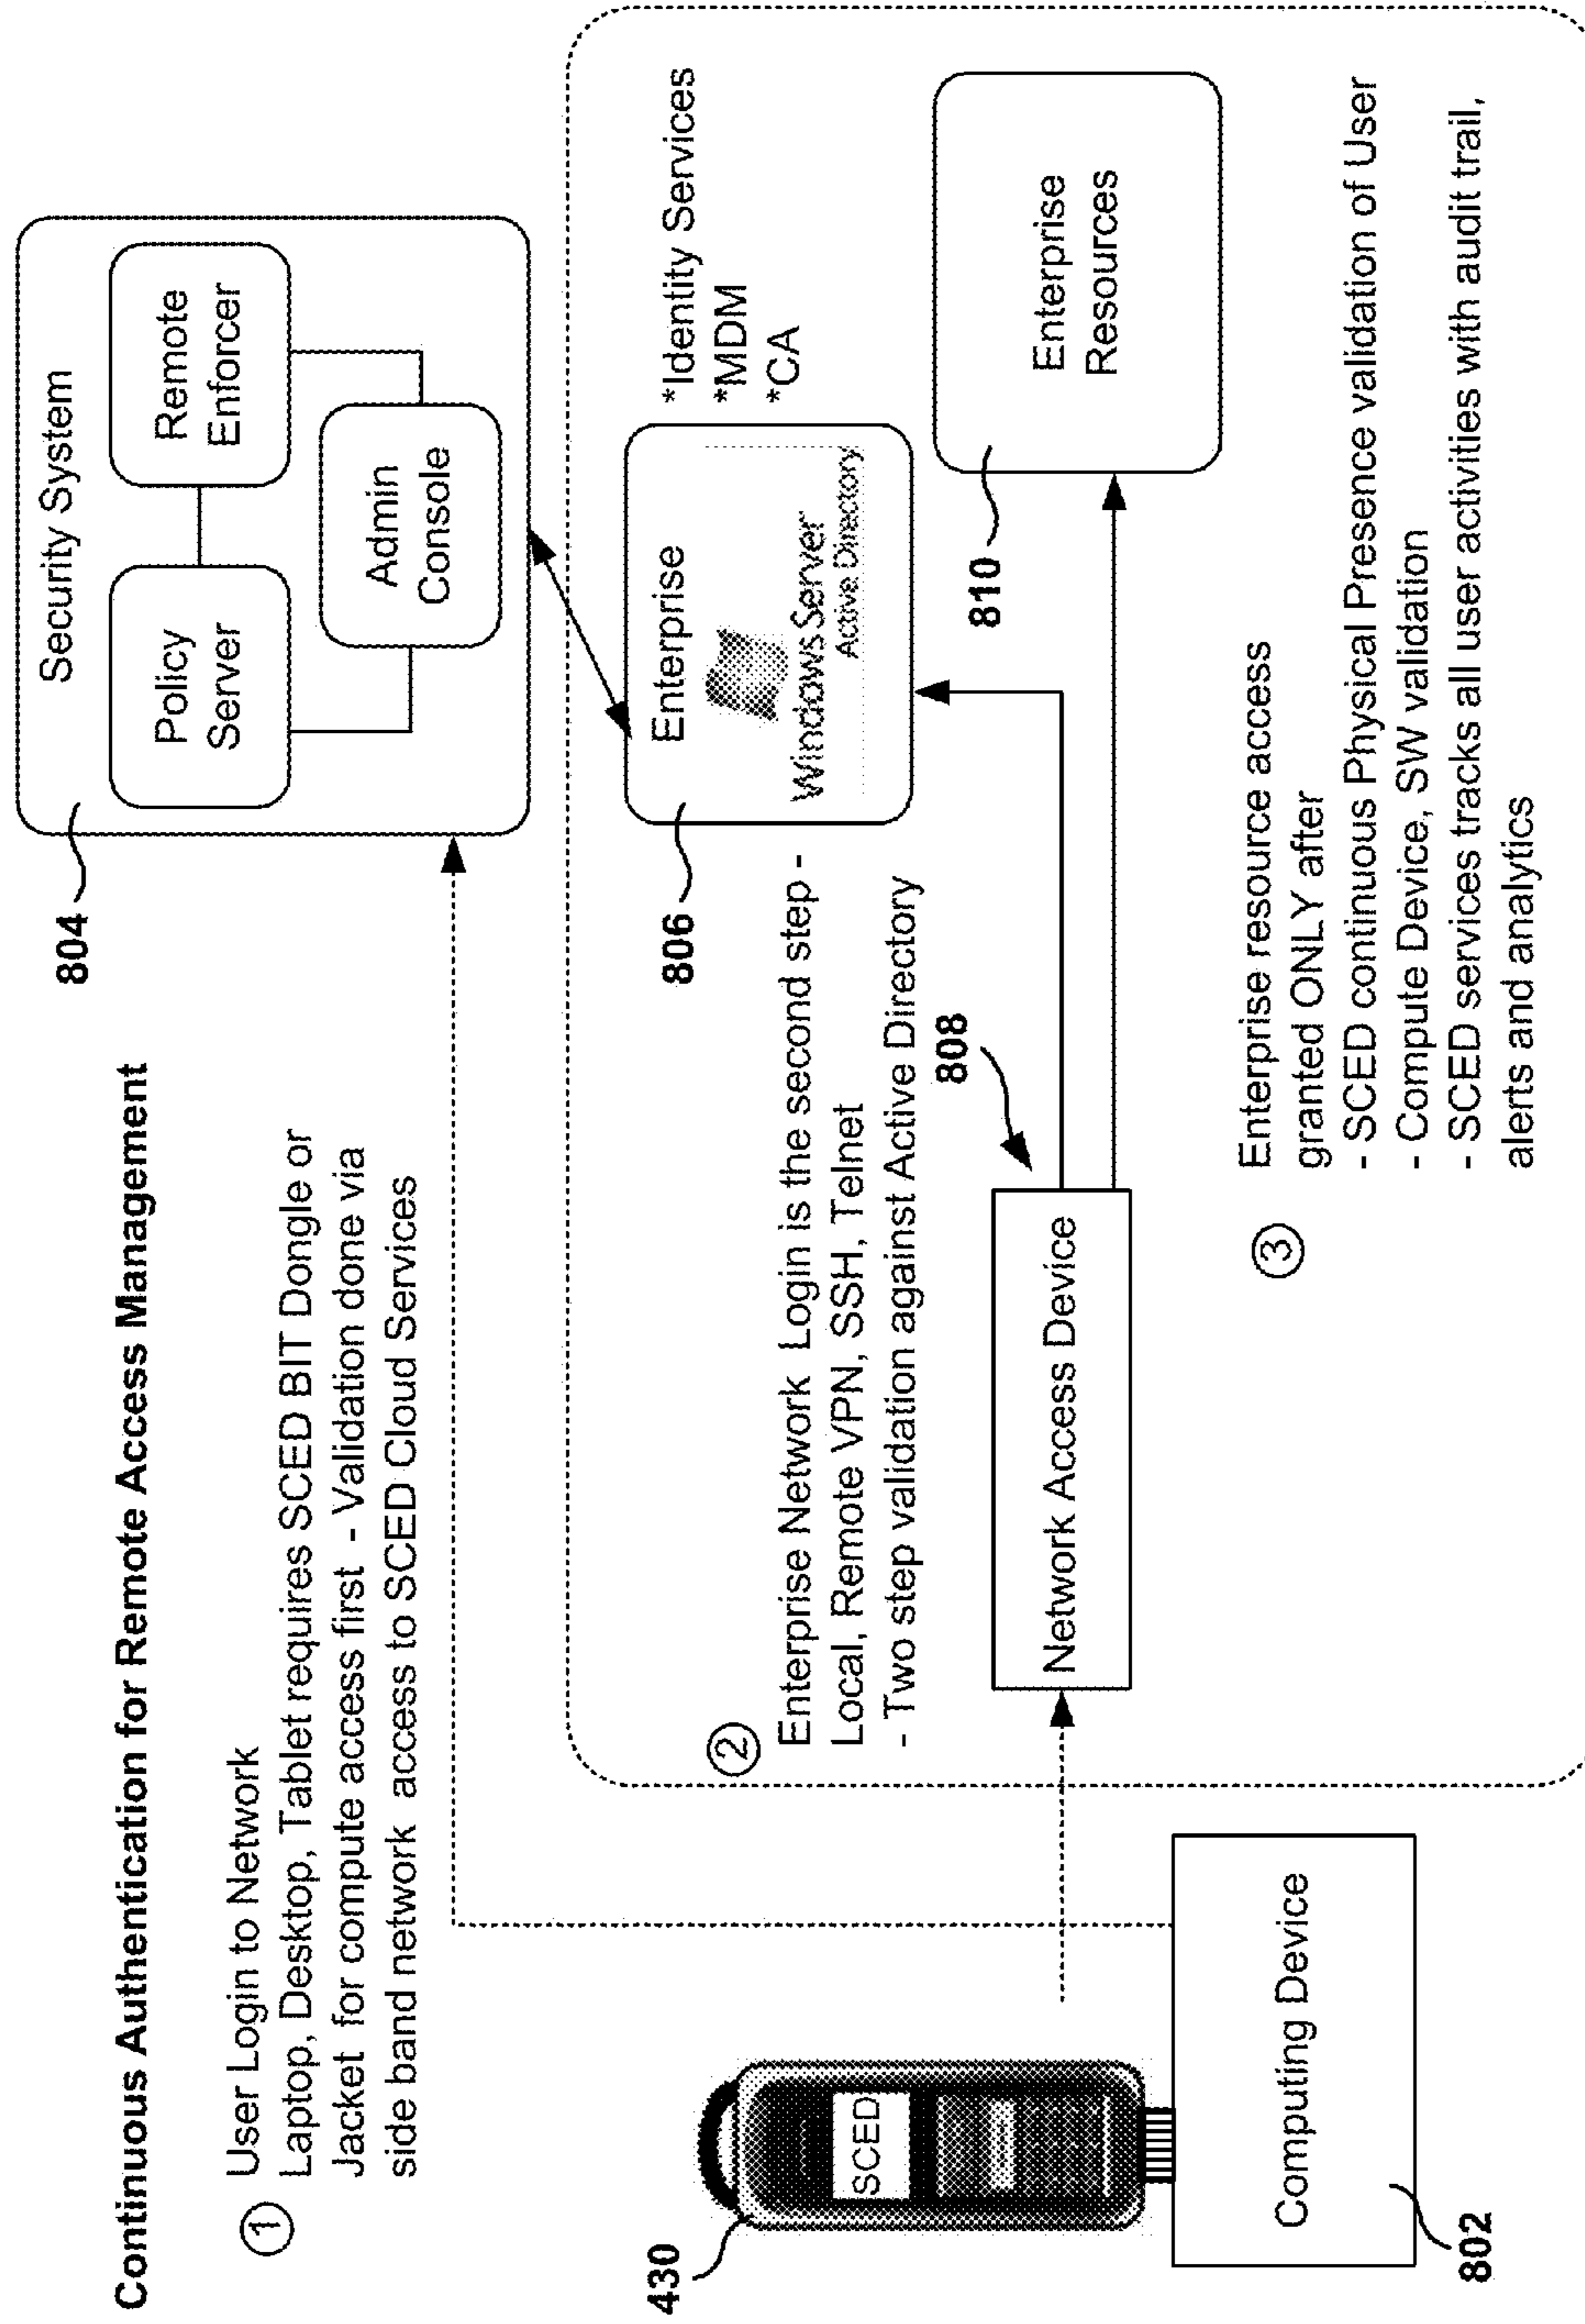 Continuous Authentication for Remote Access Management
①
User Login to Network
Laptop, Desktop, Tablet requires SCED BIT Dongle or
Jacket for compute access first - Validation done via
side band network access to SCED Cloud Services
804
Security System
Policy
Server
Remote
Enforcer
Admin
Console
②
Enterprise Network Login is the second step -
Local, Remote VPN, SSH, Telnet
- Two step validation against Active Directory
806
Enterprise
Windows Server
Active Directory
*Identity Services
*MDM
*CA
430
SCED
Computing Device
802
Network Access Device
808
810
Enterprise
Resources
③
Enterprise resource access
granted ONLY after
- SCED continuous Physical Presence validation of User
- Compute Device, SW validation
- SCED services tracks all user activities with audit trail,
alerts and analytics